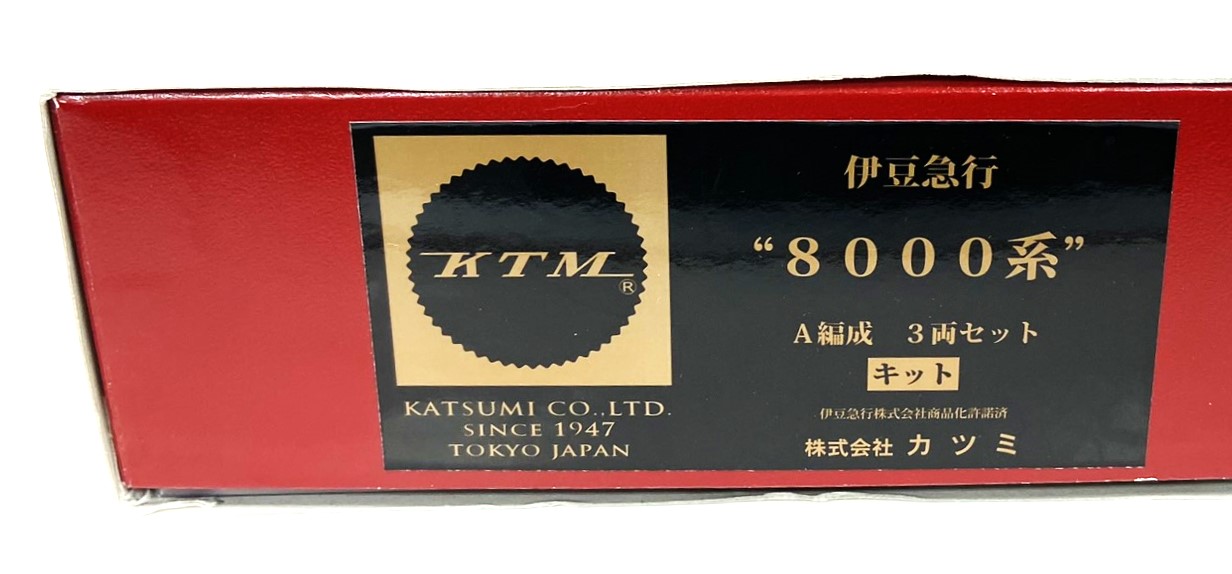 KTM
®
KATSUMI CO.,LTD.
SINCE 1947
TOKYO JAPAN
伊豆急行
“8000系”
A編成 3両セット
キット
伊豆急行株式会社商品化許諾済
株式会社 カツミ